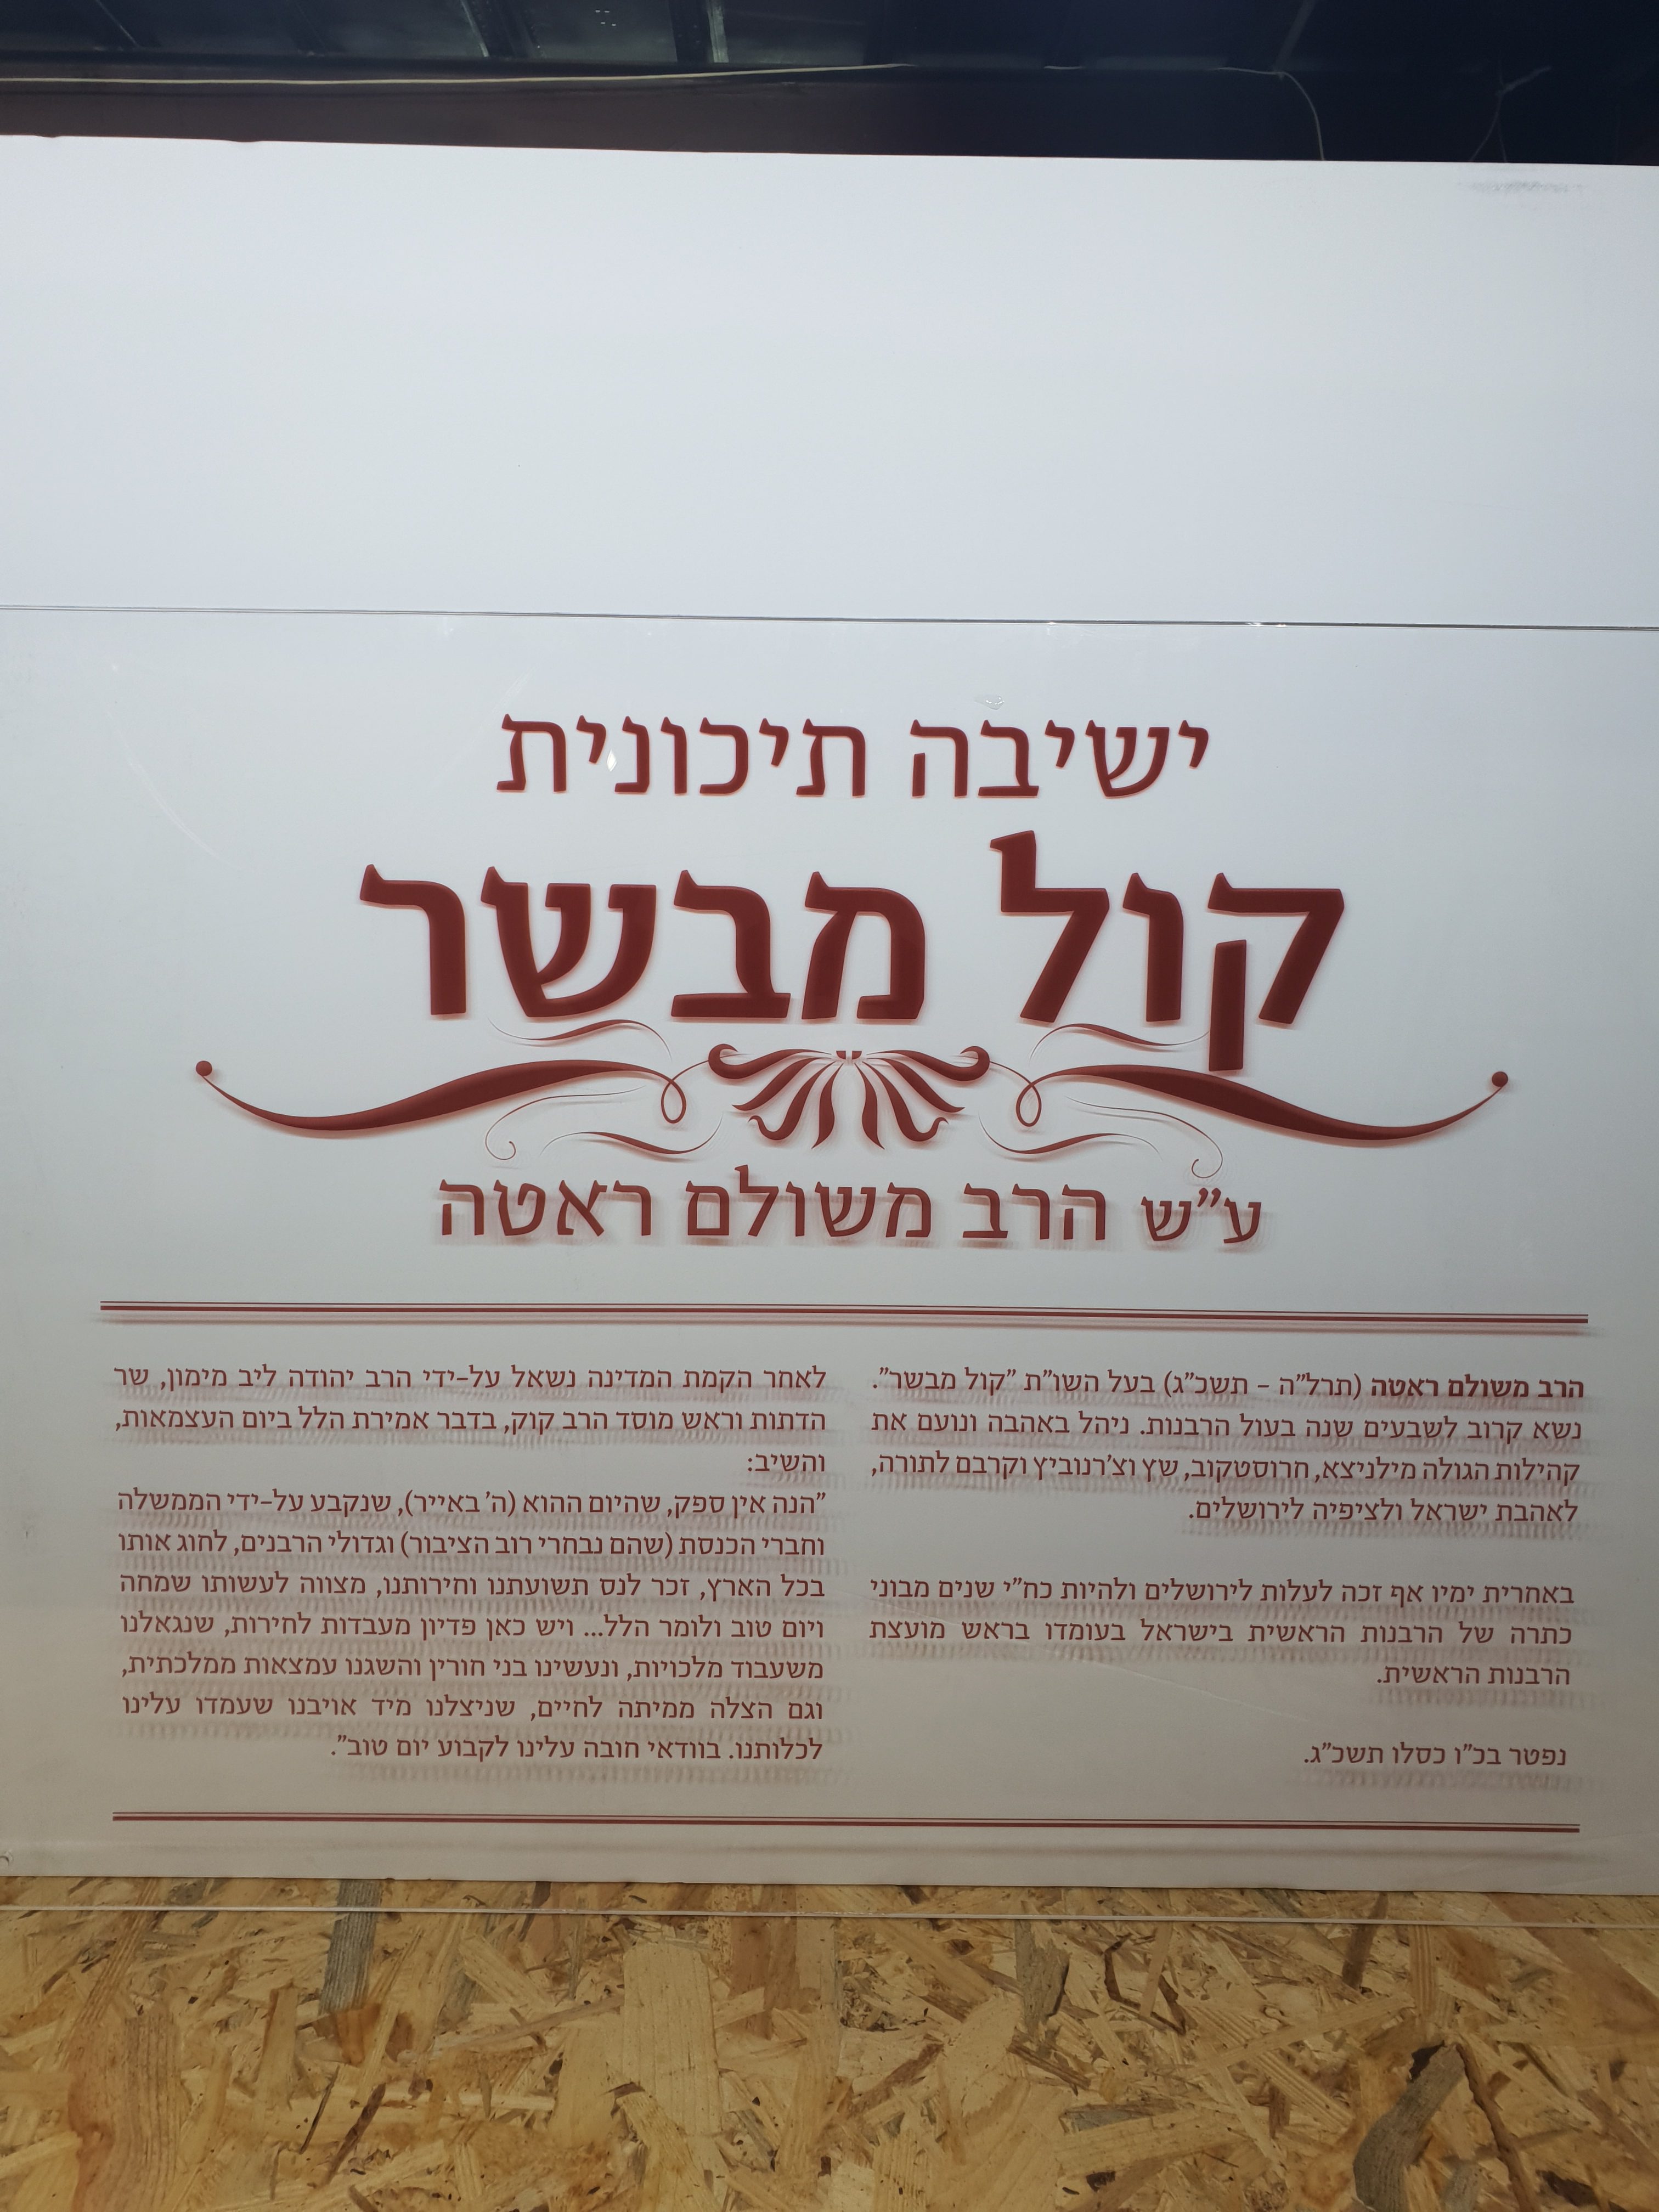 ישיבה תיכונית
קול מבשר
ע"ש הרב משולם ראטה
הרב משולם ראטה (תרל"ה - תשכ"ג) בעל השו"ת "קול מבשר".
נשא קרוב לשבעים שנה בעול הרבנות. ניהל באהבה ונועם את
קהילות הגולה מילניצא, חרוסטקוב, שץ וצ'רנוביץ וקרבם לתורה,
לאהבת ישראל ולציפיה לירושלים.
באחרית ימיו אף זכה לעלות לירושלים ולהיות כח"י שנים מבוני
כתרה של הרבנות הראשית בישראל בעומדו בראש מועצת
הרבנות הראשית.
נפטר בכ"ו כסלו תשכ"ג.
לאחר הקמת המדינה נשאל על-ידי הרב יהודה ליב מימון, שר
הדתות וראש מוסד הרב קוק, בדבר אמירת הלל ביום העצמאות,
והשיב:
"הנה אין ספק, שהיום ההוא (ה' באייר), שנקבע על-ידי הממשלה
וחברי הכנסת (שהם נבחרי רוב הציבור) וגדולי הרבנים, לחוג אותו
בכל הארץ, זכר לנס תשועתנו וחירותנו, מצווה לעשותו שמחה
ויום טוב ולומר הלל... ויש כאן פדיון מעבדות לחירות, שנגאלנו
משעבוד מלכויות, ונעשינו בני חורין והשגנו עמצאות ממלכתית,
וגם הצלה ממיתה לחיים, שניצלנו מיד אויבנו שעמדו עלינו
לכלותנו. בוודאי חובה עלינו לקבוע יום טוב".